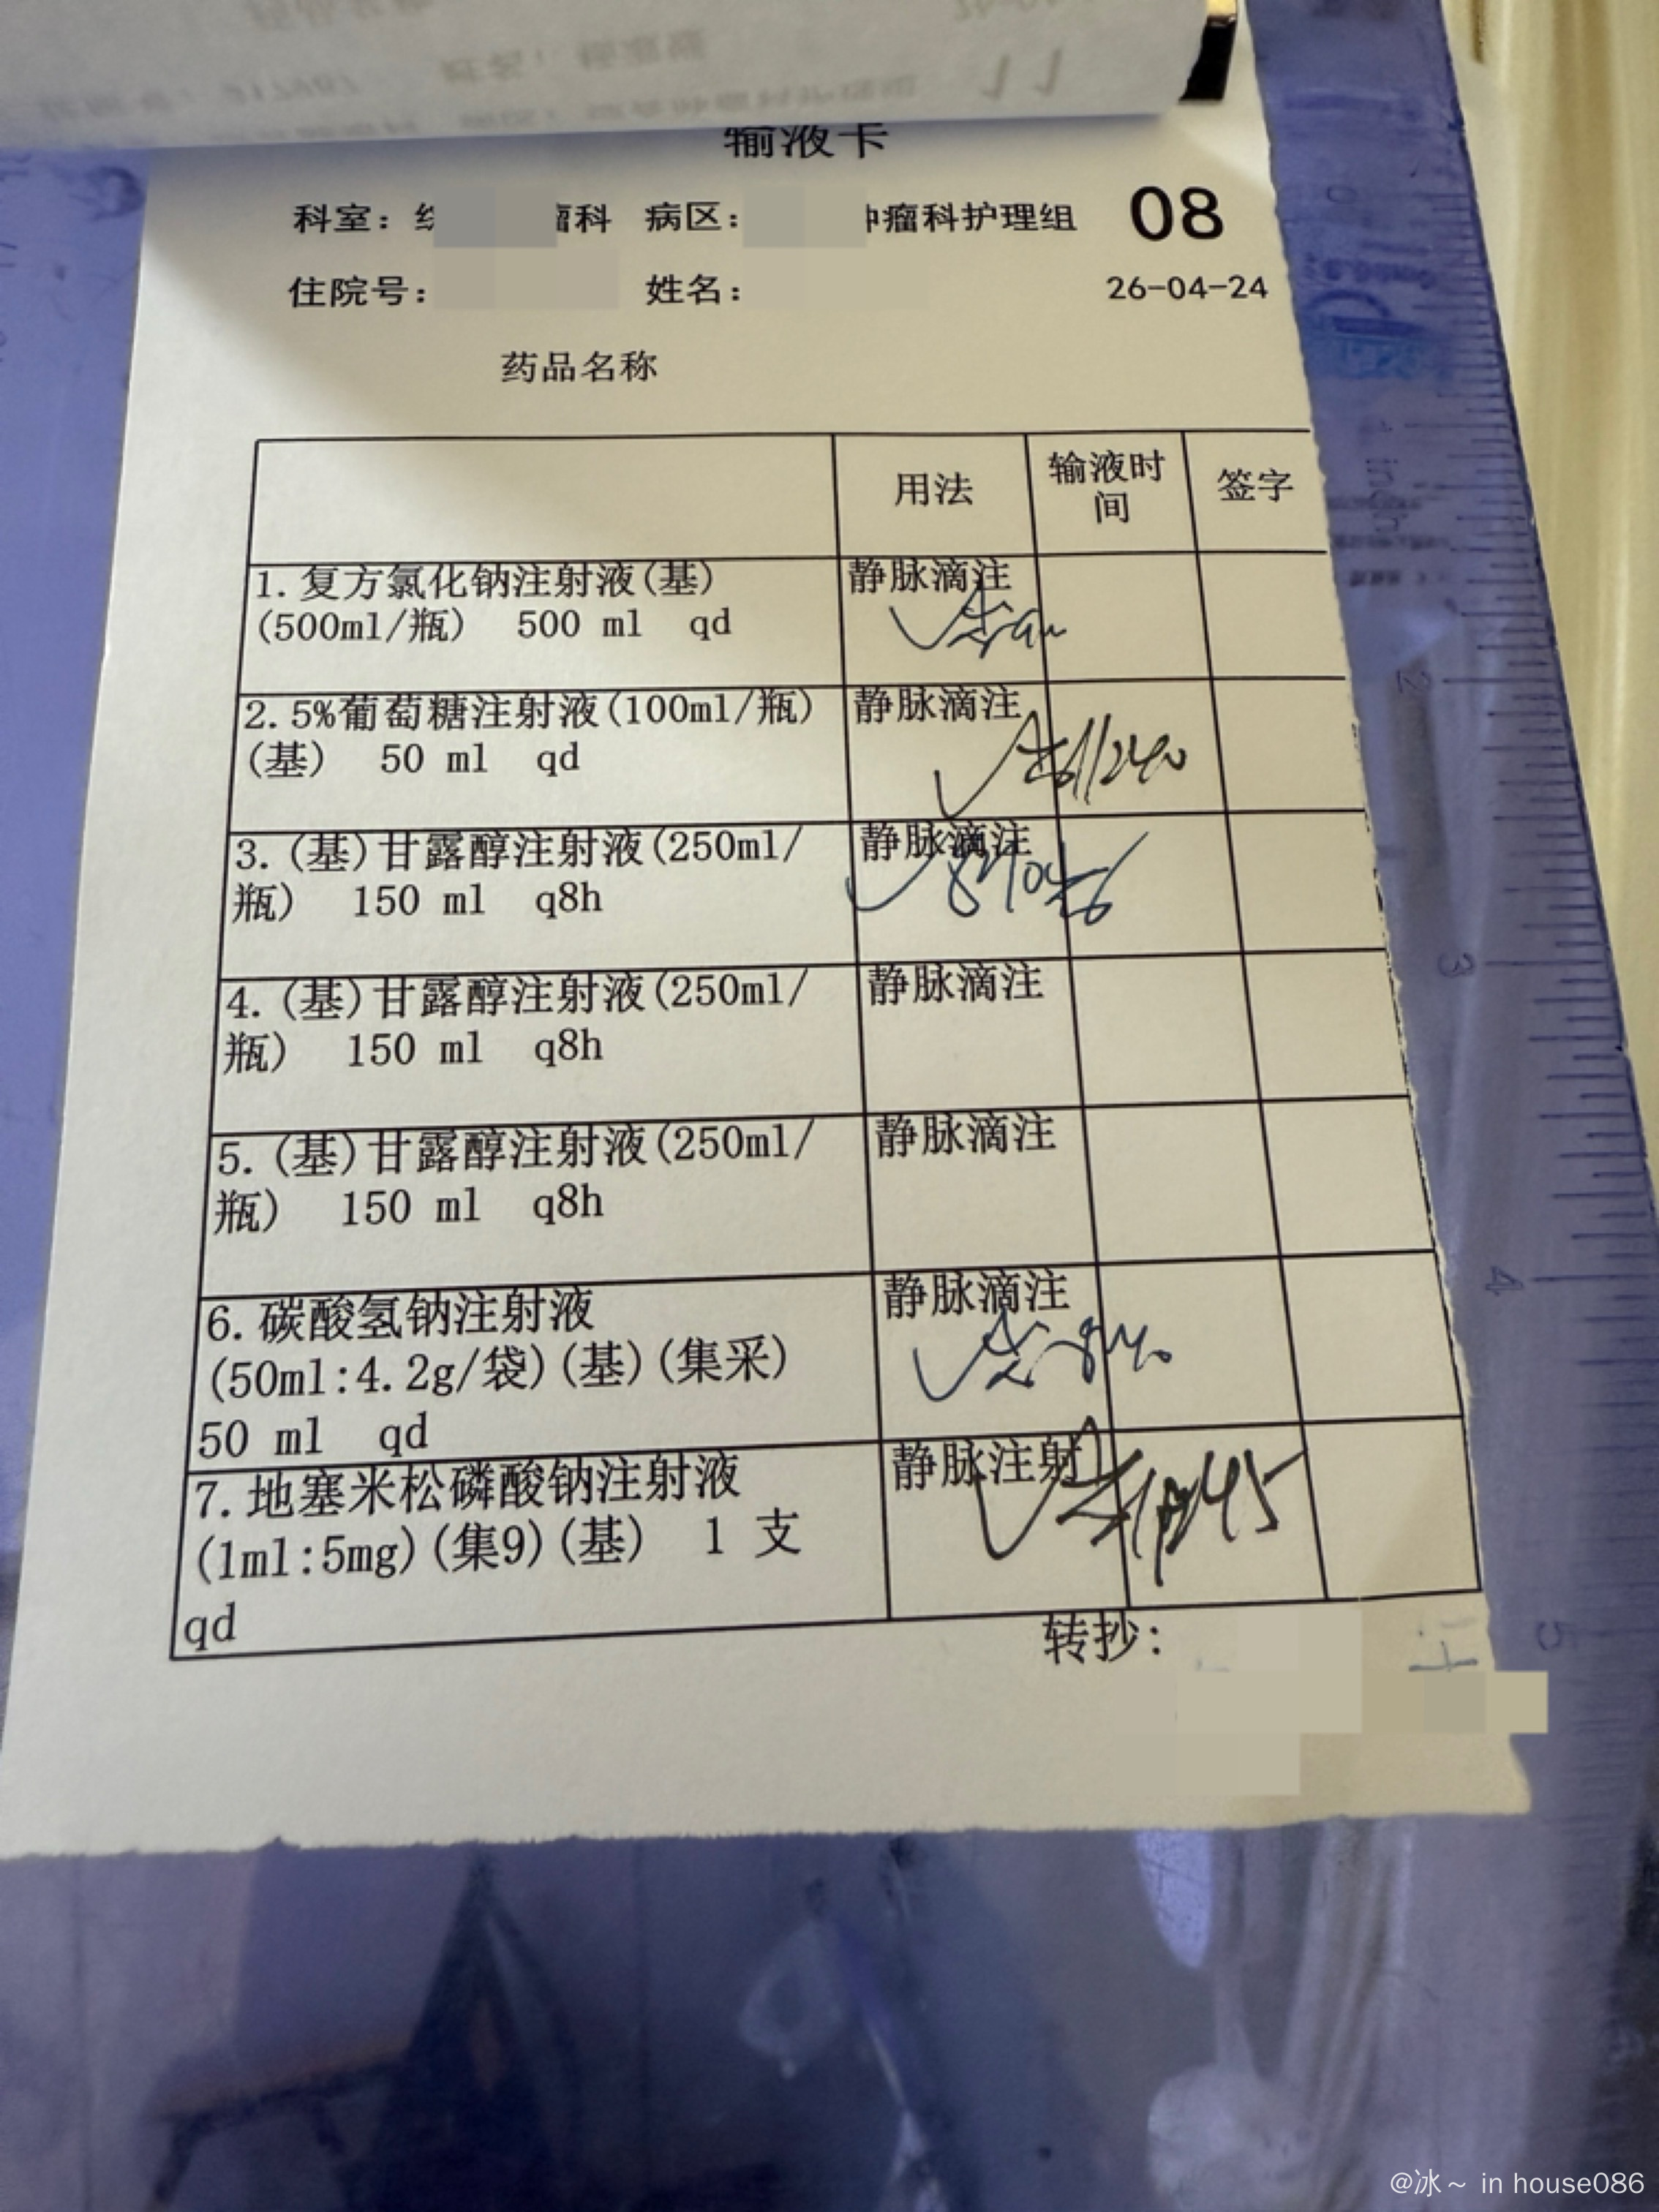 输液卡
科室： 瘤科 病区： 肿瘤科护理组 08
住院号： 姓名： 26-04-24
药品名称
用法 输液时间 签字
1.复方氯化钠注射液(基) 静脉滴注
(500ml/瓶) 500 ml qd
2.5%葡萄糖注射液(100ml/瓶) 静脉滴注
(基) 50 ml qd
3.(基)甘露醇注射液(250ml/ 静脉滴注
瓶) 150 ml q8h
4.(基)甘露醇注射液(250ml/ 静脉滴注
瓶) 150 ml q8h
5.(基)甘露醇注射液(250ml/ 静脉滴注
瓶) 150 ml q8h
6.碳酸氢钠注射液 静脉滴注
(50ml:4.2g/袋)(基)(集采)
50 ml qd
7.地塞米松磷酸钠注射液 静脉注射
(1ml:5mg)(集9)(基) 1 支
qd
转抄：
2
3
4
5
@冰～ in house086